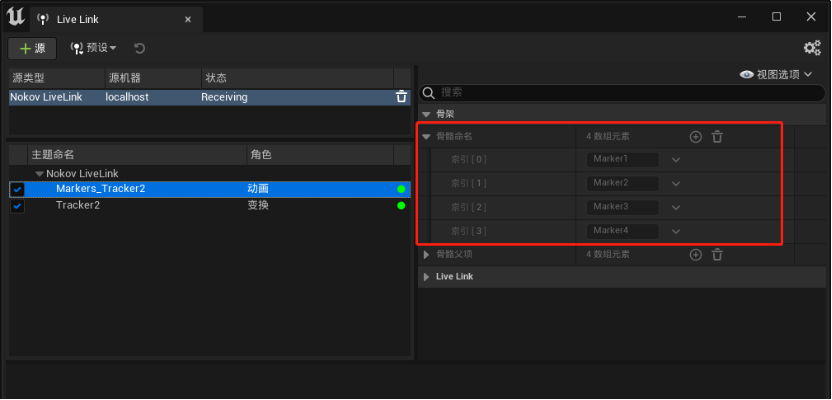 Live Link
源
预设
源类型 源机器 状态
Nokov LiveLink localhost Receiving
主题命名 角色
Nokov LiveLink
Markers_Tracker2 动画
Tracker2 变换
视图选项
搜索
骨架
骨骼命名 4 数组元素
索引 [ 0 ] Marker1
索引 [ 1 ] Marker2
索引 [ 2 ] Marker3
索引 [ 3 ] Marker4
骨骼父项 4 数组元素
Live Link